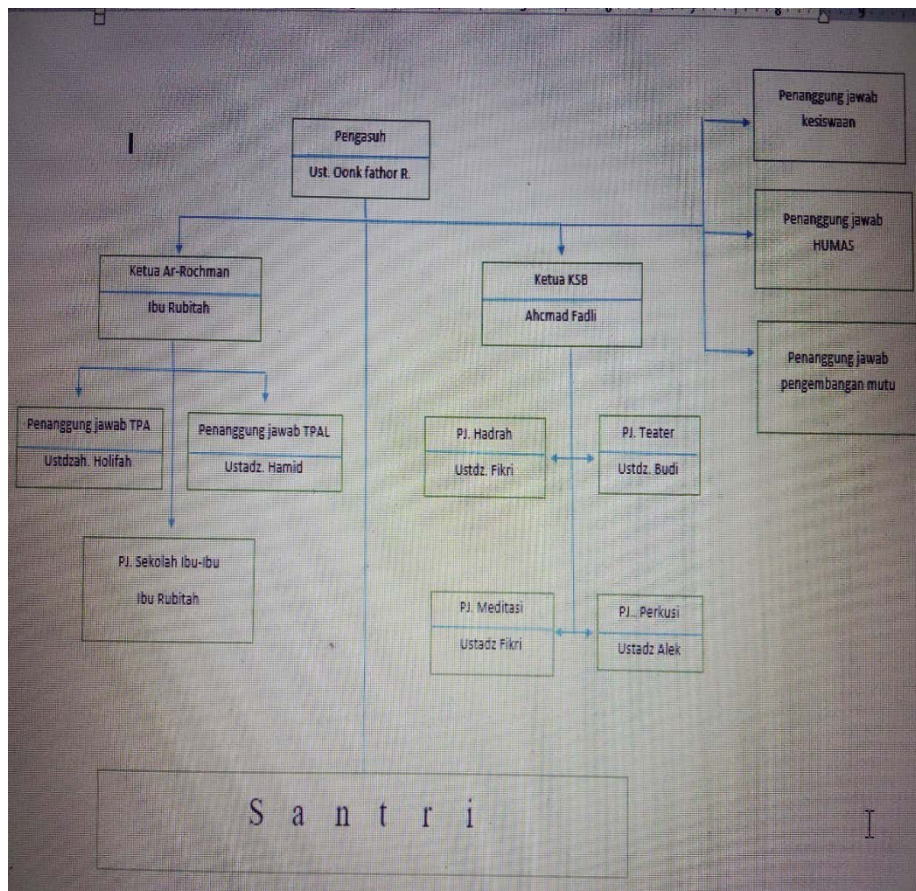 Pengasuh
Ust. Oonk fathor R.
Penanggung jawab
kesiswaan
Penanggung jawab
HUMAS
Penanggung jawab
pengembangan mutu
Ketua Ar-Rochman
Ibu Rubitah
Ketua KSB
Ahcmad Fadli
Penanggung jawab TPA
Ustdzah. Holifah
Penanggung jawab TPAL
Ustadz. Hamid
PJ. Sekolah Ibu-Ibu
Ibu Rubitah
PJ. Hadrah
Ustdz. Fikri
PJ. Teater
Ustdz. Budi
PJ. Meditasi
Ustadz Fikri
PJ.. Perkusi
Ustadz Alek
S a n t r i